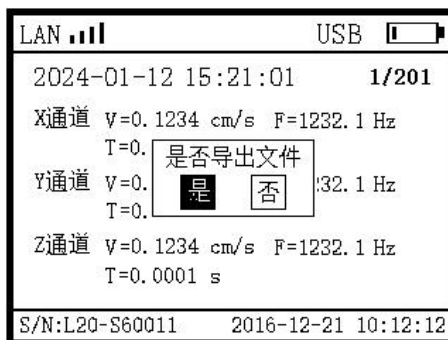 LAN USB
2024-01-12 15:21:01 1/201
X通道 V=0.1234 cm/s F=1232.1 Hz
T=0.
是否导出文件
Y通道 V=0. 232.1 Hz
是 否
T=0.
Z通道 V=0.1234 cm/s F=1232.1 Hz
T=0.0001 s
S/N:L20-S60011 2016-12-21 10:12:12